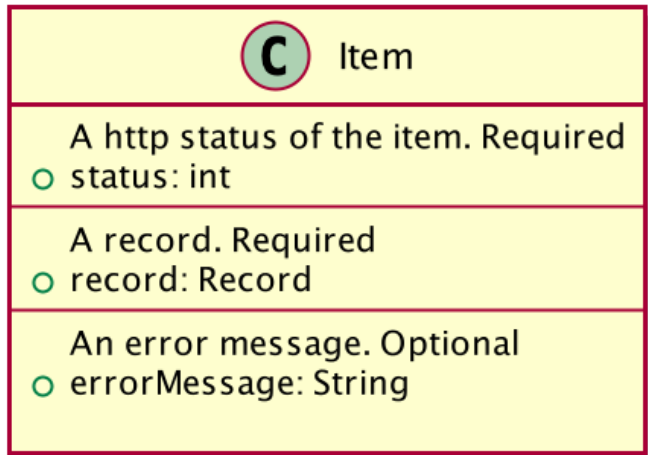 C Item
A http status of the item. Required
status: int
A record. Required
record: Record
An error message. Optional
errorMessage: String